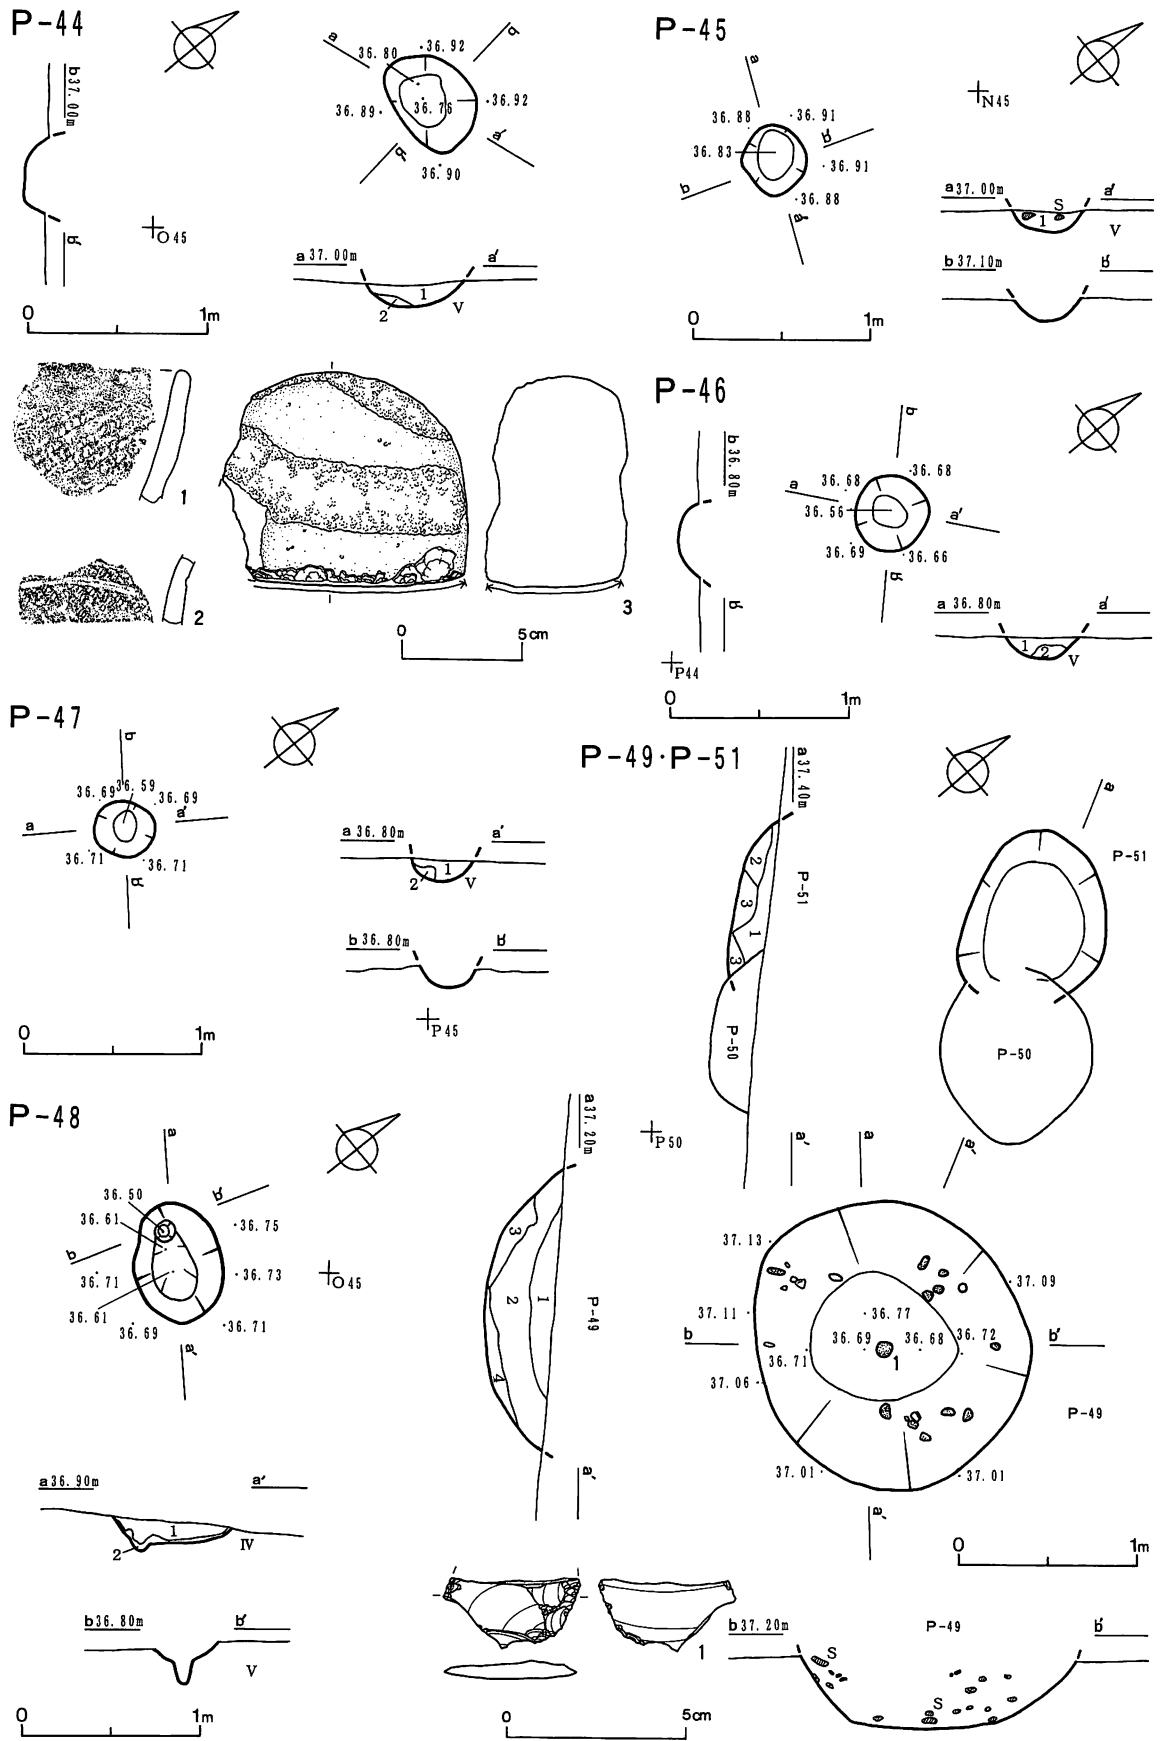 P-44
b37.00m
b'
O45
a
b
36.80
36.92
36.89
36.76
36.92
a'
b'
36.90
a37.00m
a'
1
2
V
0
1m
P-45
a
N45
36.88
36.91
b'
36.83
36.91
b
36.88
a'
a37.00m
a'
S
1
V
b37.10m
b'
0
1m
1
2
3
0
5cm
P-46
b36.80m
b'
b
36.68
36.68
a
36.56
a'
36.69
36.66
b'
a36.80m
a'
1
2
V
P44
0
1m
P-47
b
36.59
36.69
36.69
a'
a
36.71
36.71
b'
a36.80m
a'
1
2
V
b36.80m
b'
P45
0
1m
P-49・P-51
a37.40m
2
3
1
3
P-51
P-50
a'
a
P-51
P-50
a'
P50
P-48
a
36.50
b'
36.61
36.75
b
36.71
36.73
O45
36.61
36.69
36.71
a'
a36.90m
a'
1
2
IV
b36.80m
b'
V
0
1m
a37.20m
3
2
1
4
P-49
a'
a
37.13
37.09
37.11
36.77
b
36.69
36.68
36.72
b'
36.71
1
37.06
P-49
37.01
37.01
a'
0
1m
1
0
5cm
b37.20m
P-49
b'
S
S